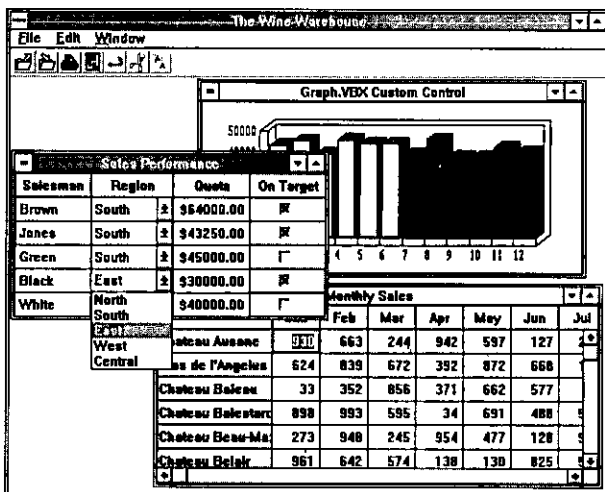 The Wine Warehouse
File Edit Window
Graph.VBX Custom Control
50000
4 5 6 7 8 9 10 11 12
Sales Performance
Salesman Region Quota On Target
Brown South $64000.00
Jones South $43250.00
Green South $45000.00
Black East $30000.00
White $40000.00
North
South
East
West
Central
Monthly Sales
Feb Mar Apr May Jun Jul
Chateau Ausone 930 663 244 942 597 127
de l'Angelus 624 839 672 392 872 668
Chateau Baleau 33 352 856 371 662 577
Chateau Balestard 898 993 595 34 691 488
Chateau Beau-Ma 273 948 245 954 477 128
Chateau Belair 961 642 574 138 130 825